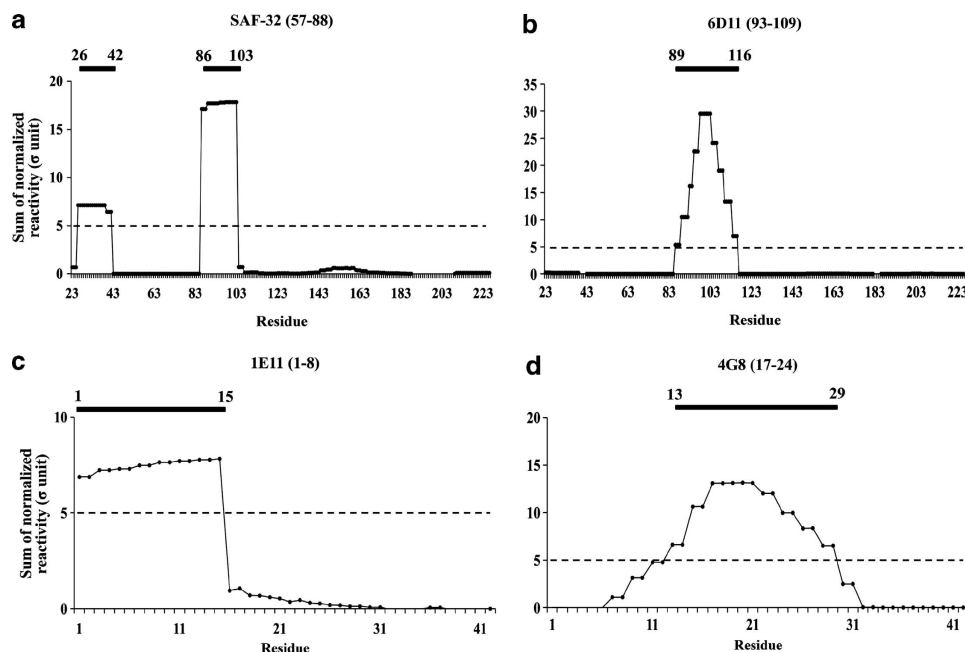 a
SAF-32 (57-88)
26 42 86 103
Sum of normalized
reactivity (σ unit)
20
15
10
5
0
23 43 63 83 103 123 143 163 183 203 223
Residue
b
6D11 (93-109)
89 116
35
30
25
20
15
10
5
0
23 43 63 83 103 123 143 163 183 203 223
Residue
c
1E11 (1-8)
1 15
Sum of normalized
reactivity (σ unit)
10
5
0
1 11 21 31 41
Residue
d
4G8 (17-24)
13 29
20
15
10
5
0
1 11 21 31 41
Residue